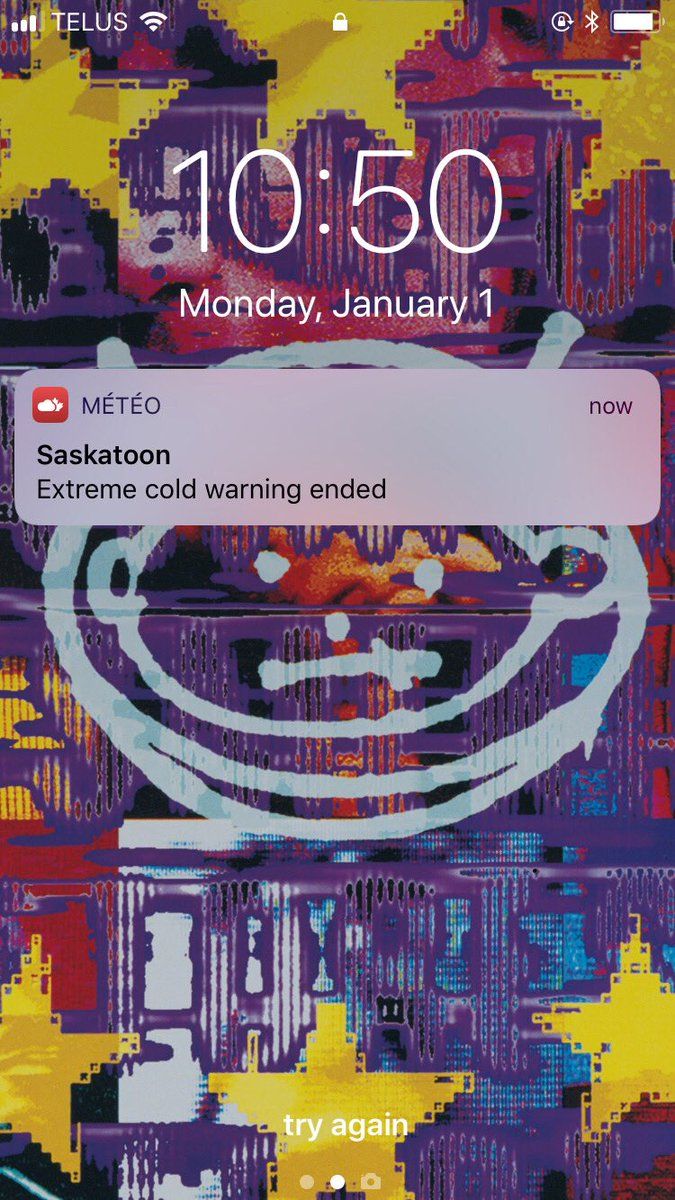 TELUS
10:50
Monday, January 1
MÉTÉO now
Saskatoon
Extreme cold warning ended
try again